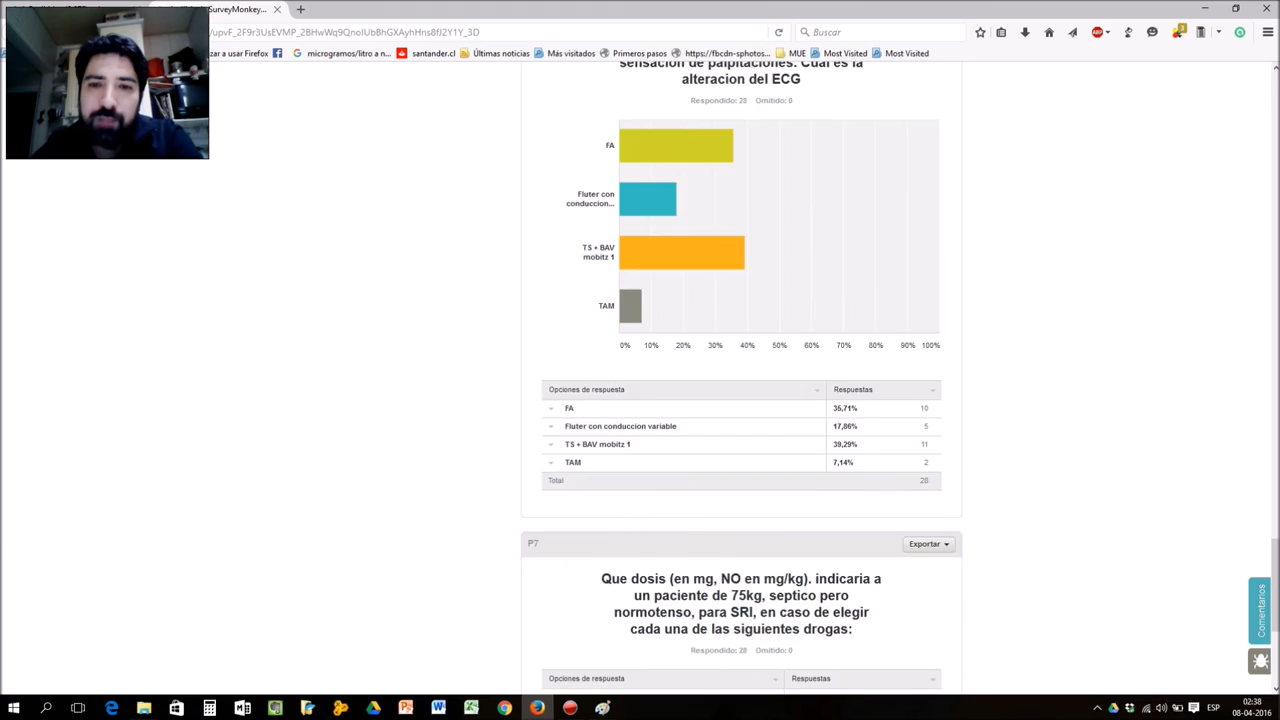 SurveyMonkey...
/upvF_2F9r3UsEVMP_2BHwWq9QnoIUbBhGXAyhHns8fJ2Y1Y_3D
Buscar
zar a usar Firefox
microgramos/litro a n...
santander.cl
Últimas noticias
Más visitados
Primeros pasos
https://fbcdn-sphotos...
MUE
Most Visited
Most Visited
sensacion de palpitaciones. Cual es la
alteracion del ECG
Respondido: 28 Omitido: 0
FA
Fluter con
conduccion...
TS + BAV
mobitz 1
TAM
0% 10% 20% 30% 40% 50% 60% 70% 80% 90% 100%
Opciones de respuesta Respuestas
FA 35,71% 10
Fluter con conduccion variable 17,86% 5
TS + BAV mobitz 1 39,29% 11
TAM 7,14% 2
Total 28
P7 Exportar
Que dosis (en mg, NO en mg/kg). indicaria a
un paciente de 75kg, septico pero
normotenso, para SRI, en caso de elegir
cada una de las siguientes drogas:
Respondido: 28 Omitido: 0
Opciones de respuesta Respuestas
Comentarios
ESP
02:38
08-04-2016